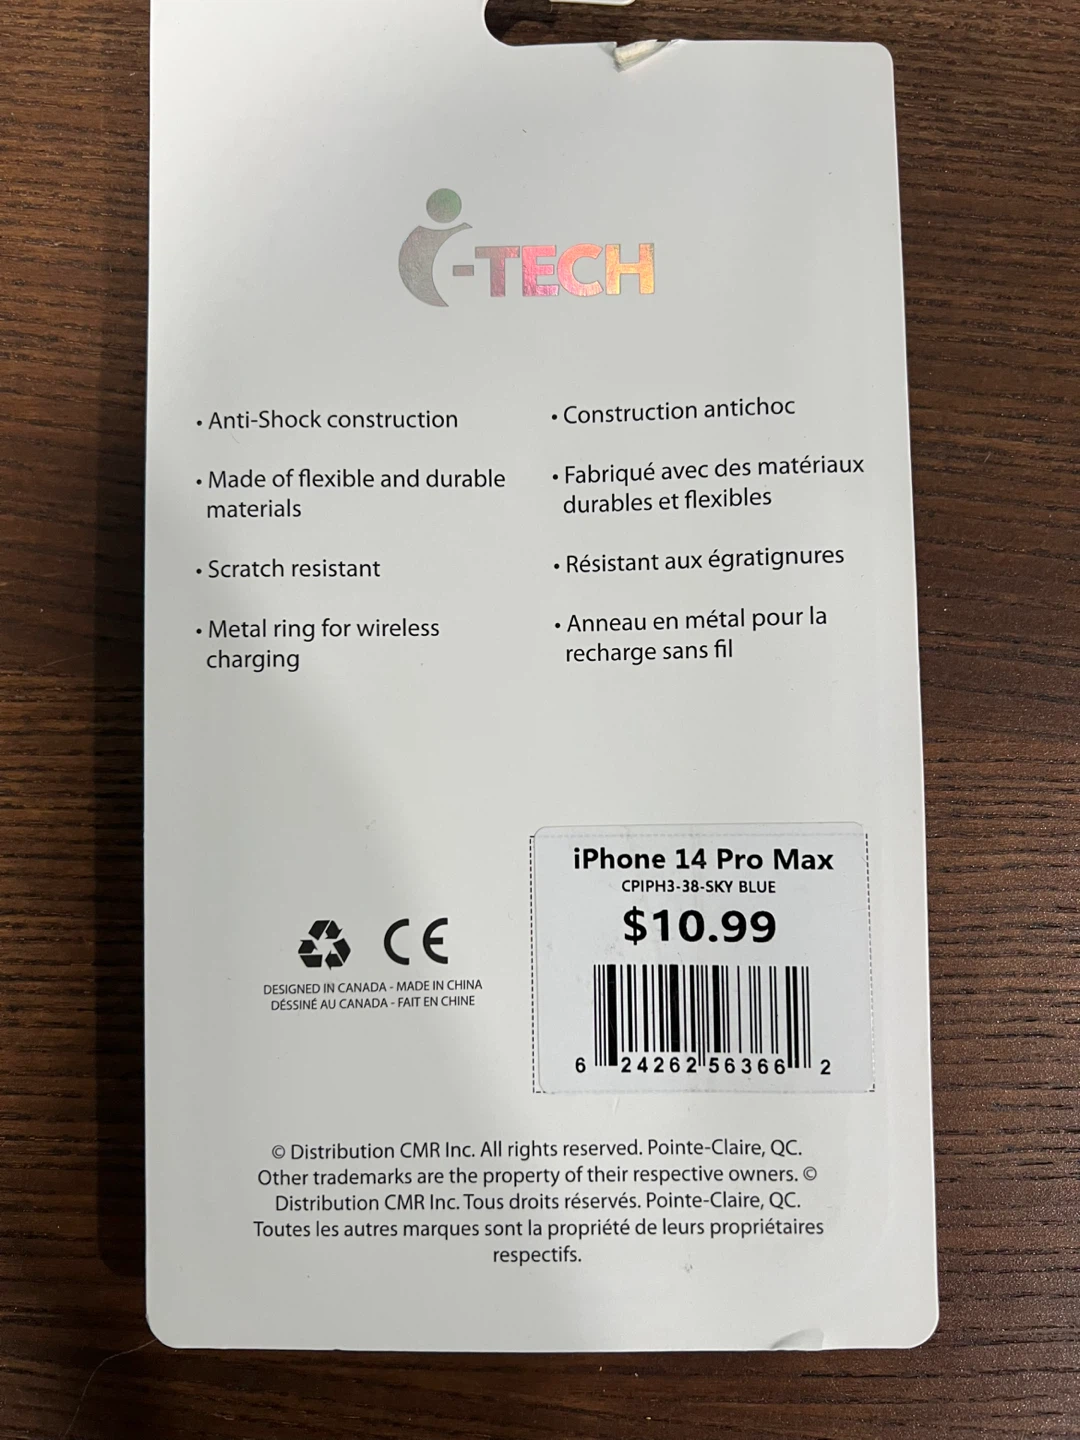 i-TECH
• Anti-Shock construction
• Made of flexible and durable
materials
• Scratch resistant
• Metal ring for wireless
charging
• Construction antichoc
• Fabriqué avec des matériaux
durables et flexibles
• Résistant aux égratignures
• Anneau en métal pour la
recharge sans fil
CE
DESIGNED IN CANADA - MADE IN CHINA
DÉSSINÉ AU CANADA - FAIT EN CHINE
iPhone 14 Pro Max
CPIPH3-38-SKY BLUE
$10.99
6 24262 56366 2
© Distribution CMR Inc. All rights reserved. Pointe-Claire, QC.
Other trademarks are the property of their respective owners. ©
Distribution CMR Inc. Tous droits réservés. Pointe-Claire, QC.
Toutes les autres marques sont la propriété de leurs propriétaires
respectifs.